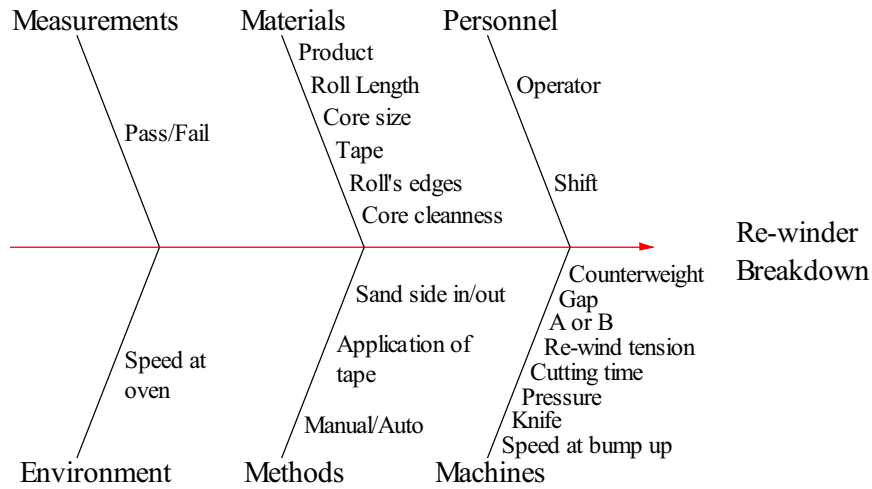 Measurements
Materials
Personnel
Product
Roll Length
Core size
Tape
Roll's edges
Core cleanness
Operator
Shift
Pass/Fail
Re-winder
Breakdown
Counterweight
Gap
A or B
Re-wind tension
Cutting time
Pressure
Knife
Speed at bump up
Sand side in/out
Application of
tape
Manual/Auto
Speed at
oven
Environment
Methods
Machines